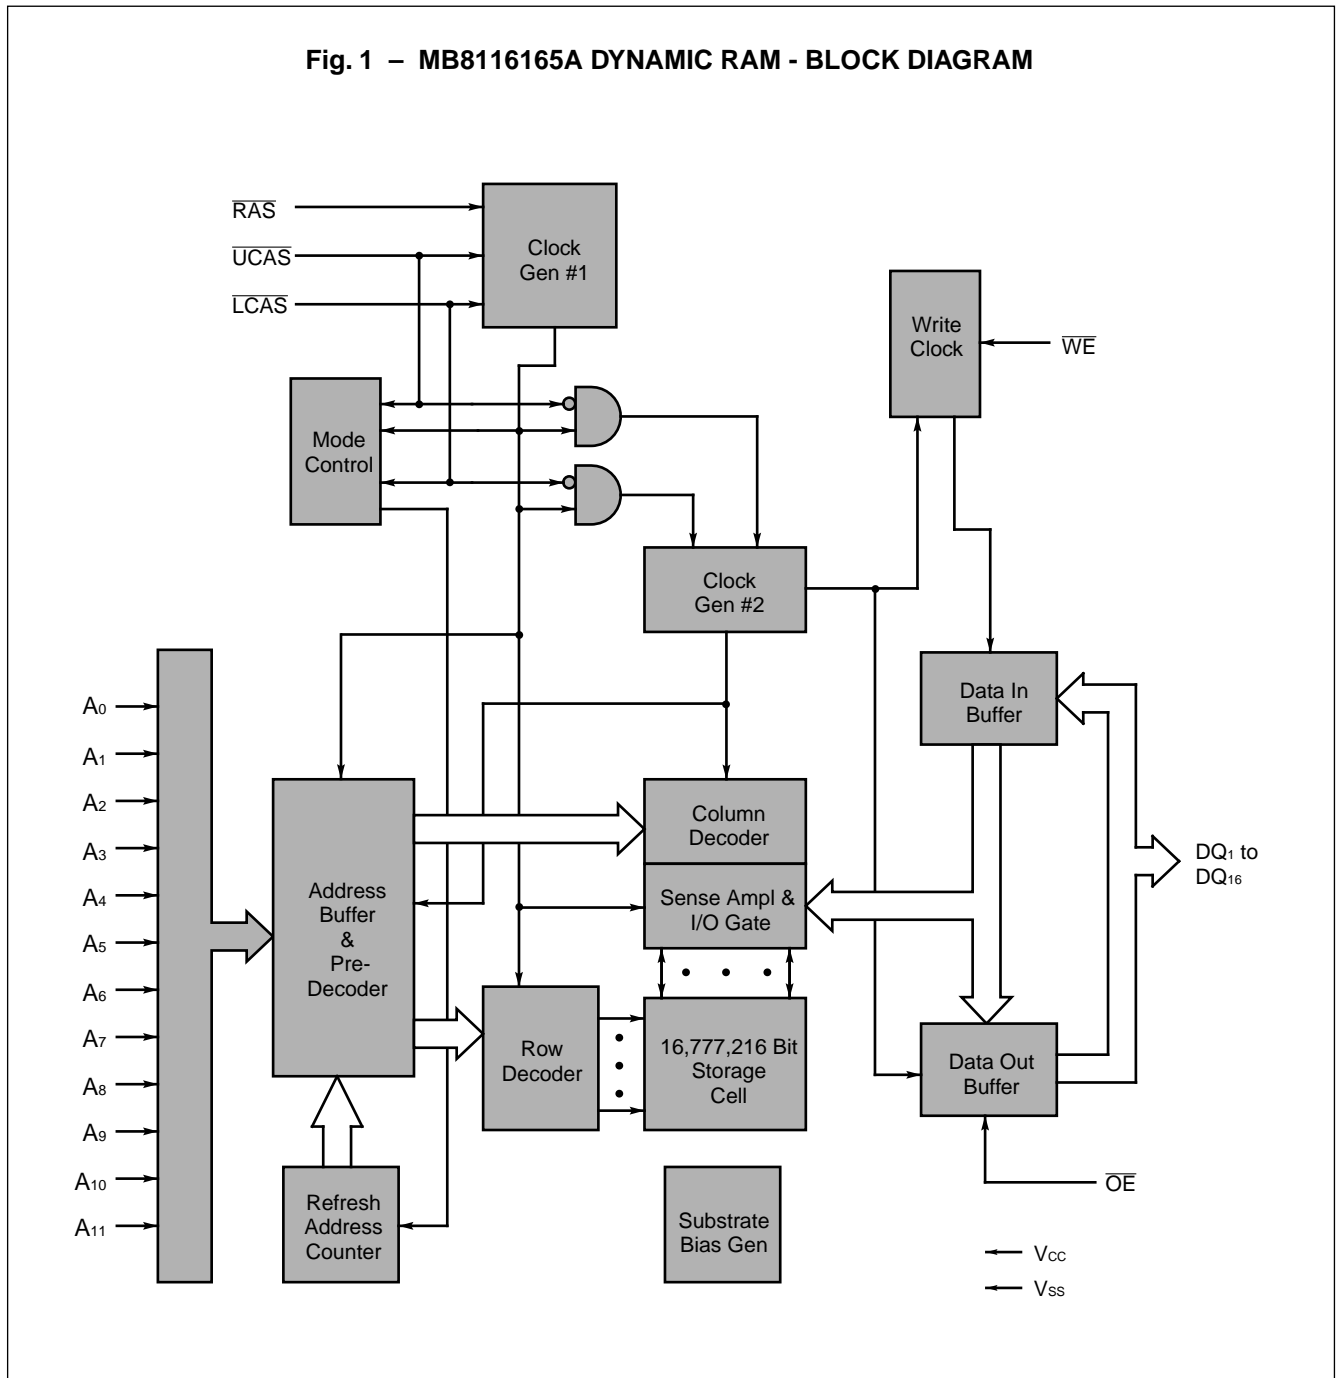 Fig. 1 – MB8116165A DYNAMIC RAM - BLOCK DIAGRAM
RAS
UCAS
LCAS
Clock
Gen #1
Write
Clock
WE
Mode
Control
Clock
Gen #2
A0
A1
A2
A3
A4
A5
A6
A7
A8
A9
A10
A11
Address
Buffer
&
Pre-
Decoder
Column
Decoder
Sense Ampl &
I/O Gate
Data In
Buffer
DQ1 to
DQ16
Row
Decoder
16,777,216 Bit
Storage
Cell
Data Out
Buffer
OE
Refresh
Address
Counter
Substrate
Bias Gen
VCC
VSS